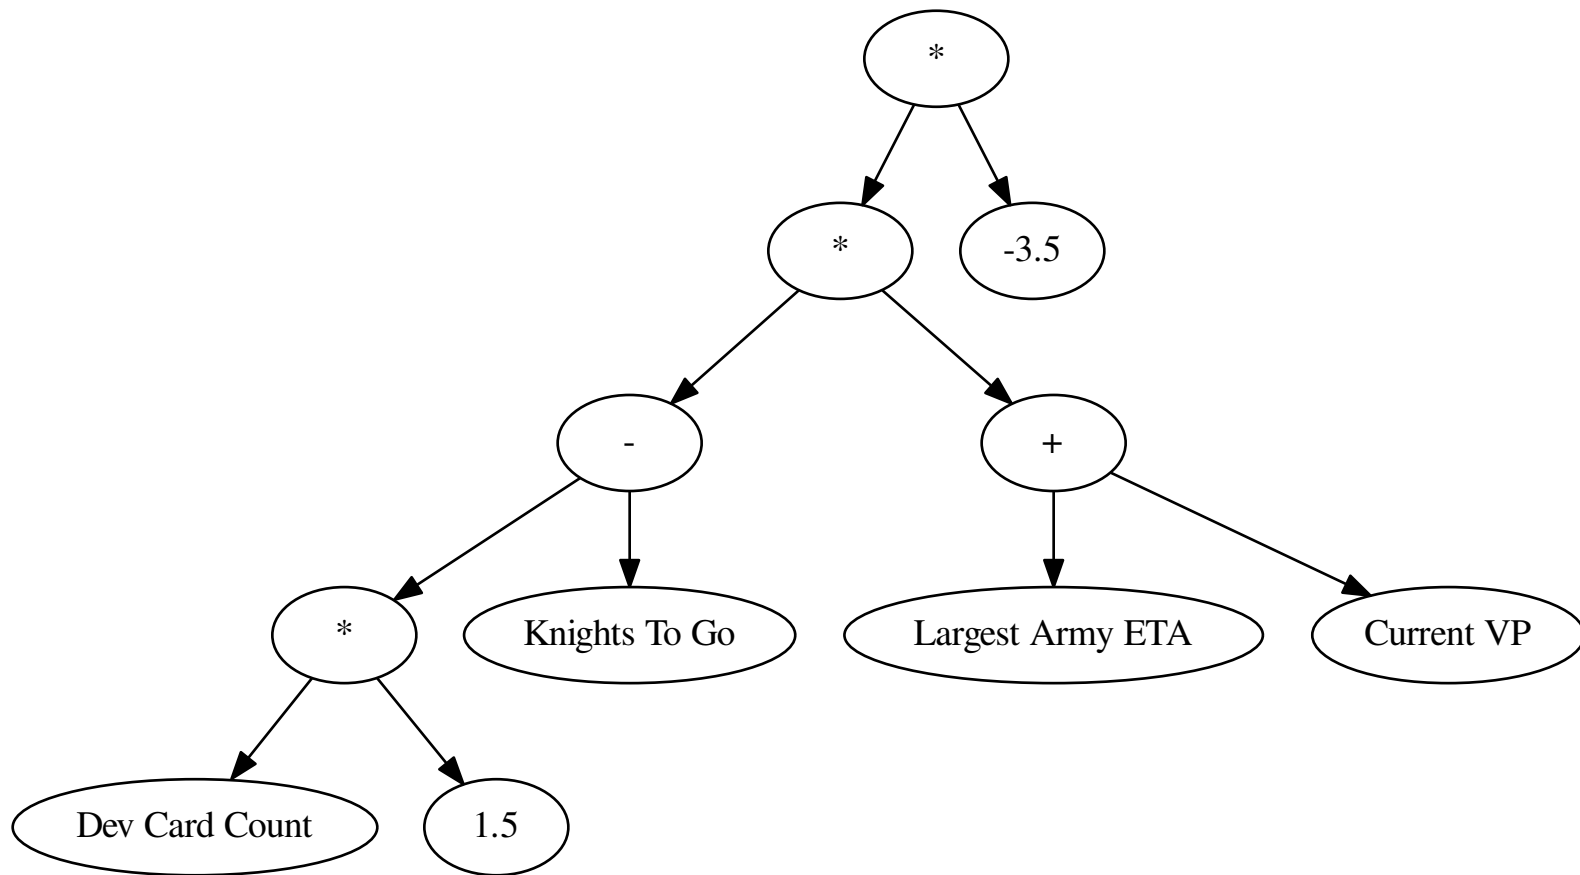 *
*
-3.5
-
+
*
Knights To Go
Largest Army ETA
Current VP
Dev Card Count
1.5